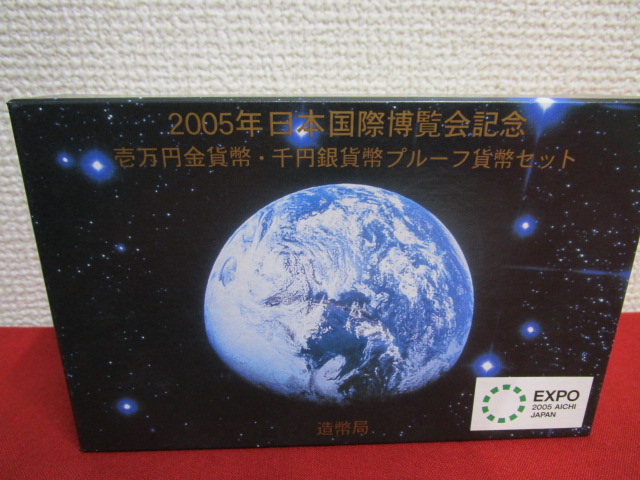 2005年日本国際博覧会記念
壱万円金貨幣・千円銀貨幣プルーフ貨幣セット
EXPO
2005 AICHI
JAPAN
造幣局